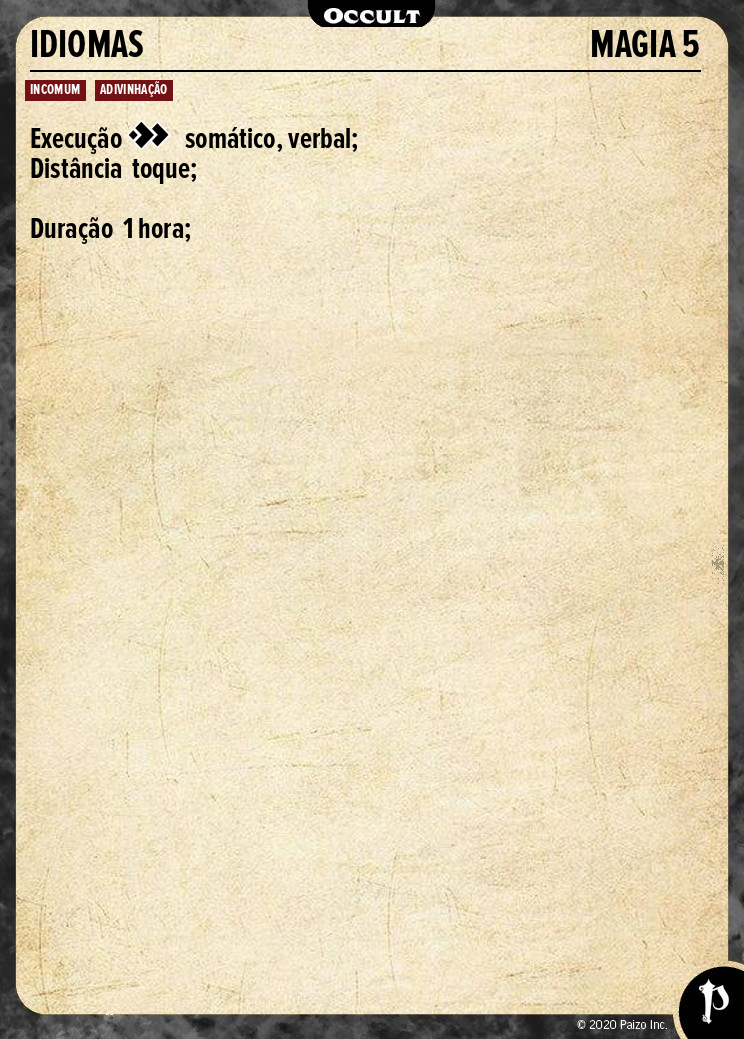 OCCULT
IDIOMAS MAGIA 5
INCOMUM ADIVINHAÇÃO
Execução somático, verbal;
Distância toque;
Duração 1 hora;
© 2020 Paizo Inc.